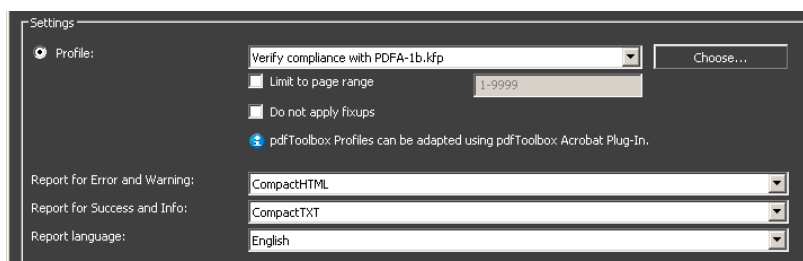 Settings
Profile: Verify compliance with PDFA-1b.kfp Choose...
Limit to page range 1-9999
Do not apply fixups
pdfToolbox Profiles can be adapted using pdfToolbox Acrobat Plug-In.
Report for Error and Warning: CompactHTML
Report for Success and Info: CompactTXT
Report language: English